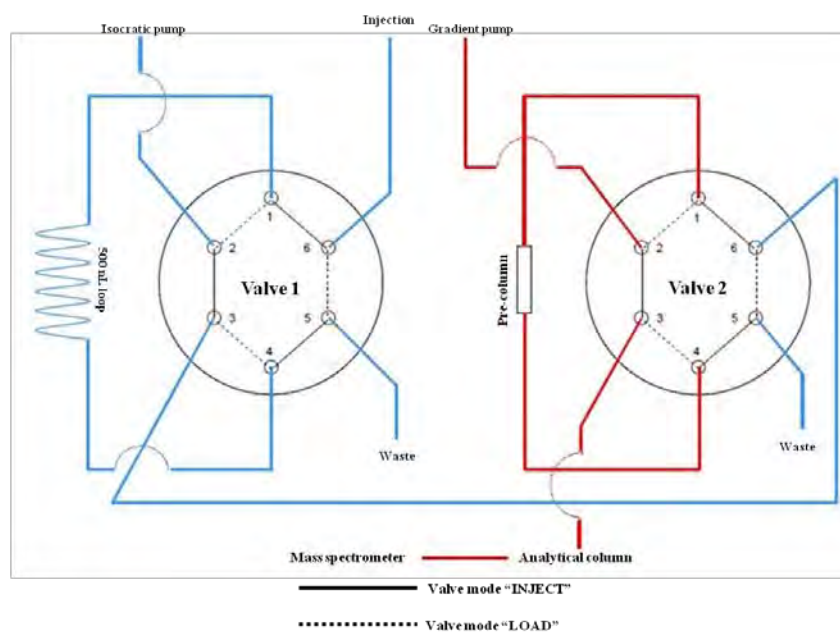 Isocratic pump
Injection
Gradient pump
1
2
6
500 nL loop
Valve 1
3
5
4
Waste
1
2
6
Pre-column
Valve 2
3
5
4
Waste
Mass spectrometer
Analytical column
Valve mode “INJECT”
Valve mode “LOAD”